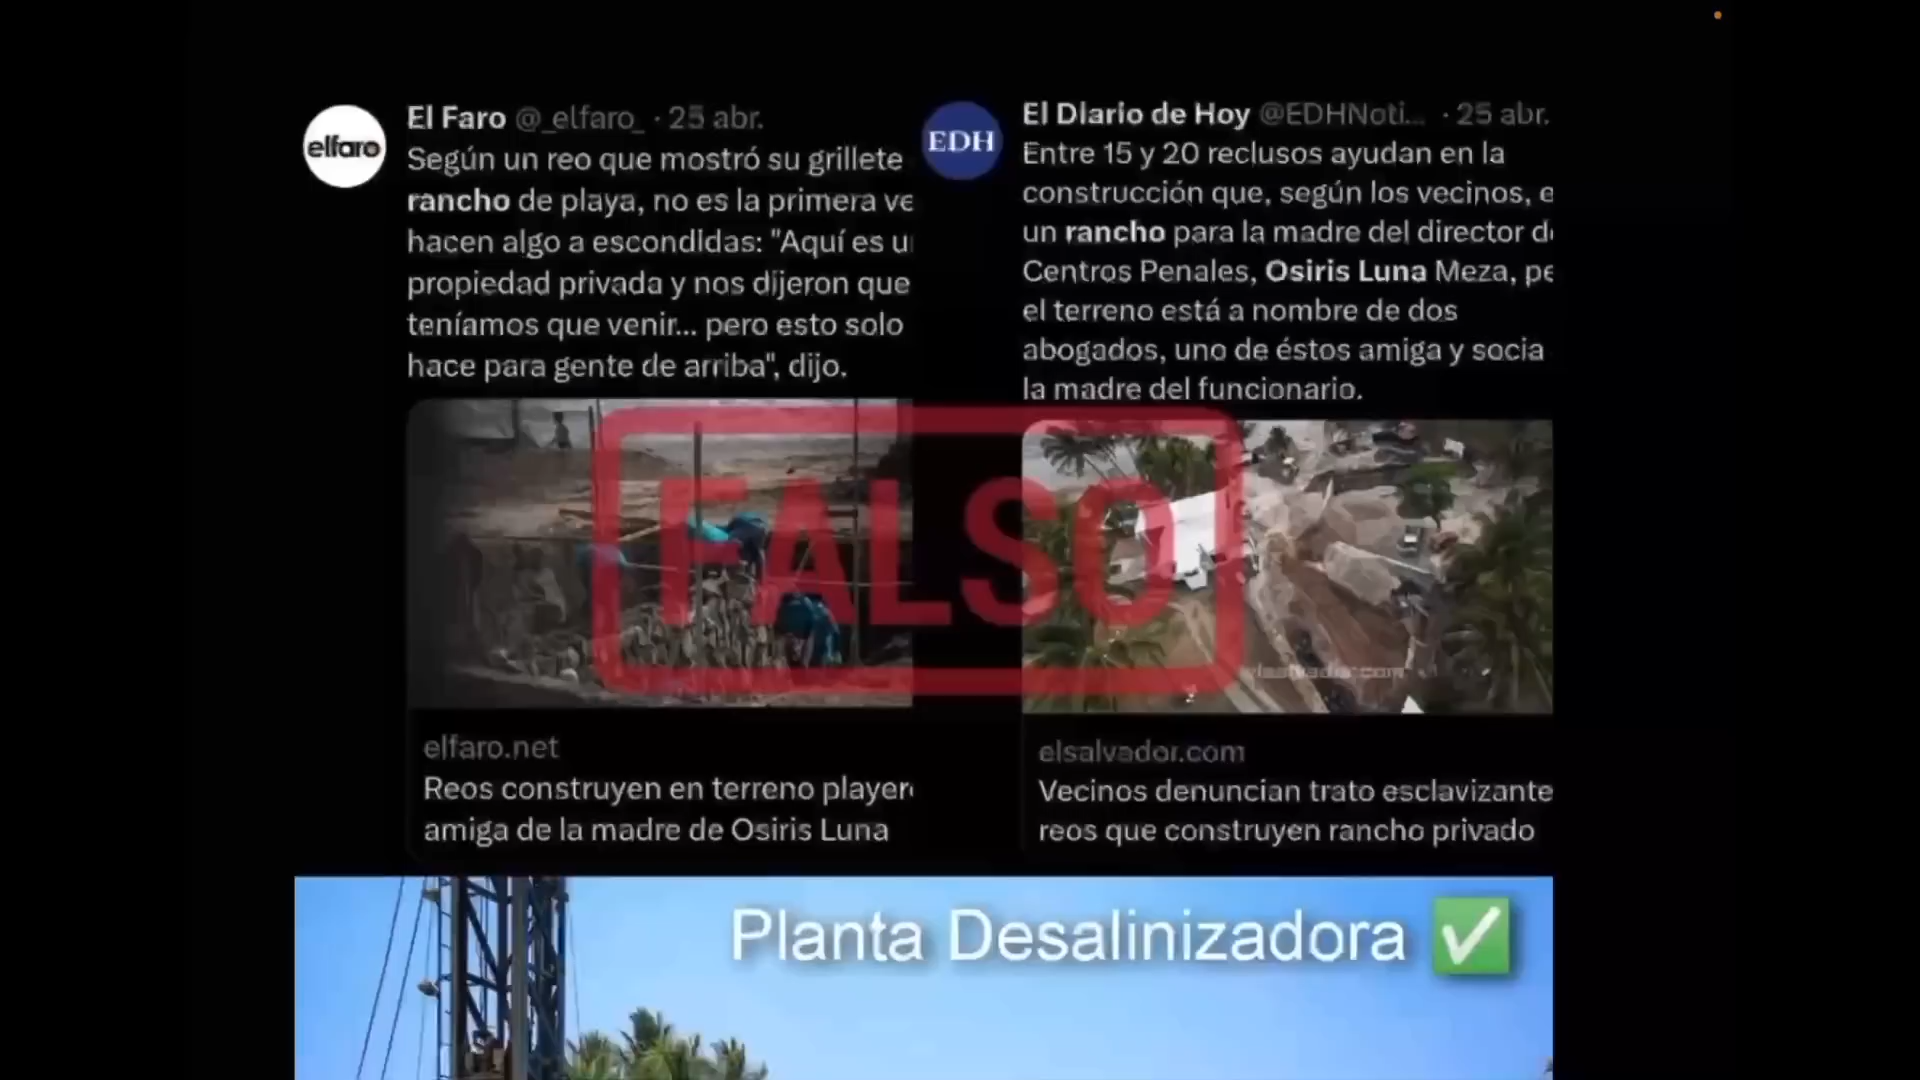 elfaro
El Faro @_elfaro_ · 25 abr.
Según un reo que mostró su grillete
rancho de playa, no es la primera ve
hacen algo a escondidas: "Aquí es u
propiedad privada y nos dijeron que
teníamos que venir... pero esto solo
hace para gente de arriba", dijo.
elfaro.net
Reos construyen en terreno player
amiga de la madre de Osiris Luna
EDH
El Diario de Hoy @EDHNoti... · 25 abr.
Entre 15 y 20 reclusos ayudan en la
construcción que, según los vecinos, e
un rancho para la madre del director d
Centros Penales, Osiris Luna Meza, pe
el terreno está a nombre de dos
abogados, uno de éstos amiga y socia
la madre del funcionario.
elsalvador.com
Vecinos denuncian trato esclavizante
reos que construyen rancho privado
FALSO
Planta Desalinizadora ✅